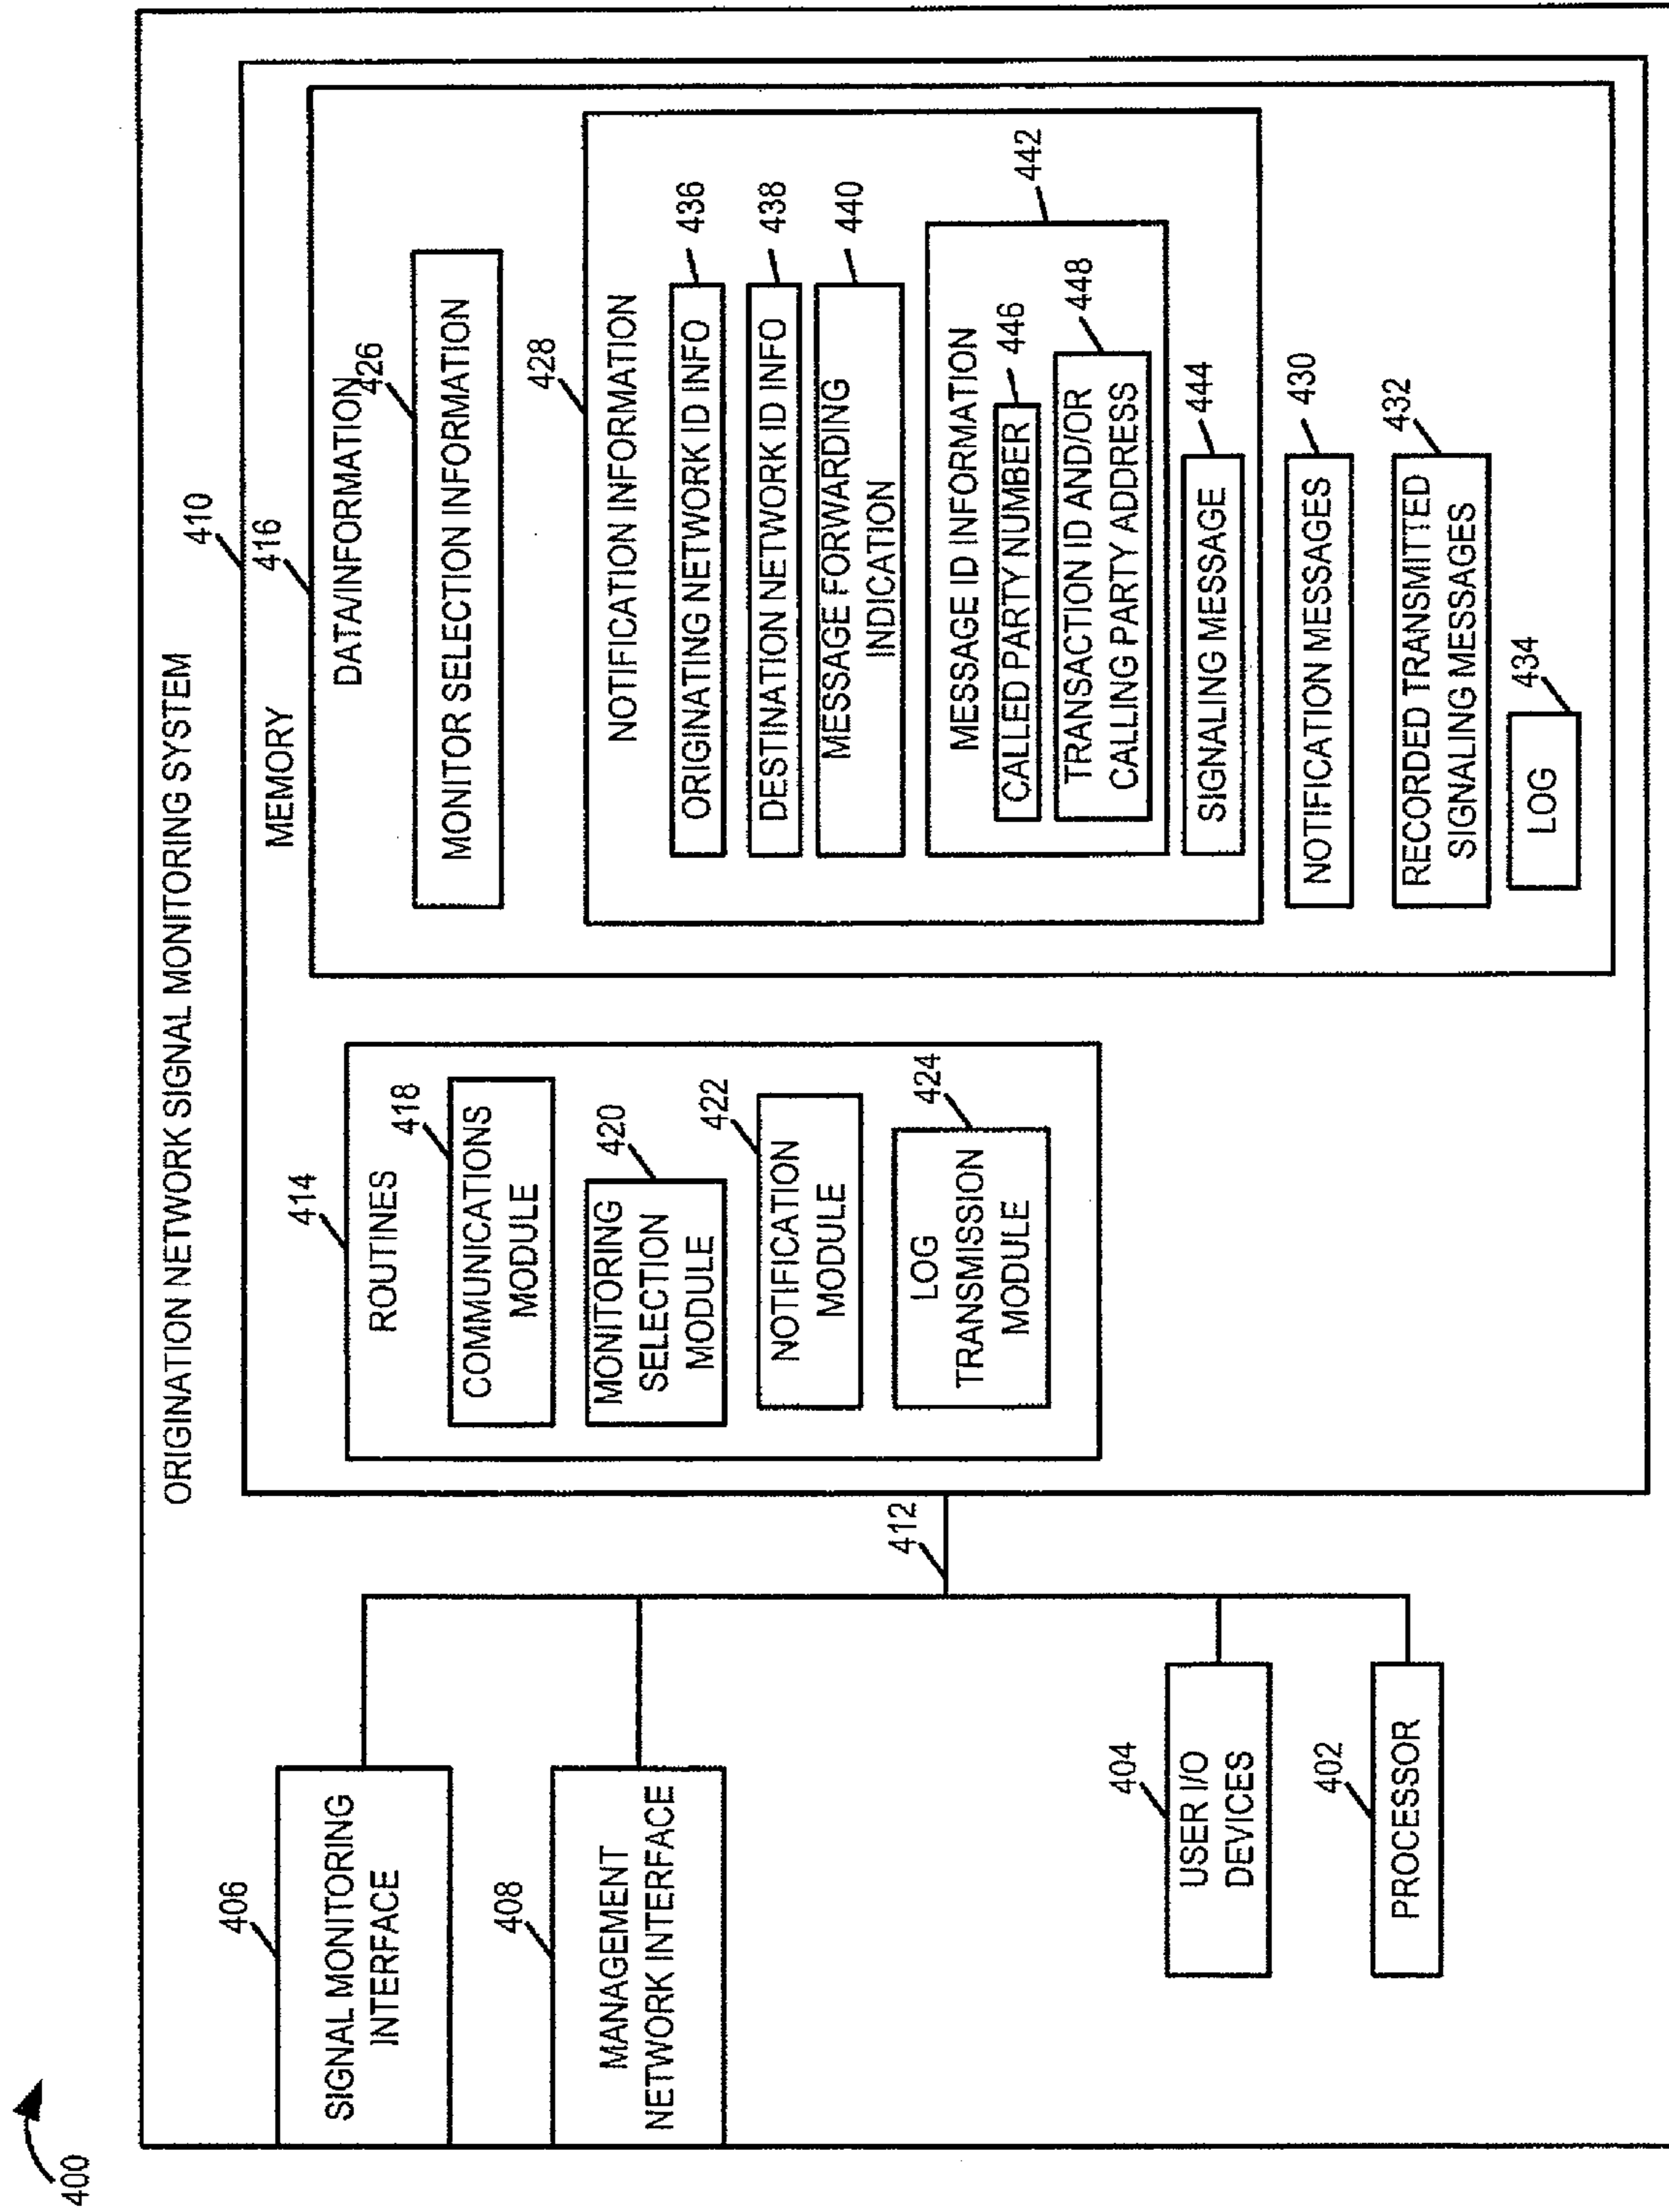 400
ORIGINATION NETWORK SIGNAL MONITORING SYSTEM
406
SIGNAL MONITORING
INTERFACE
408
MANAGEMENT
NETWORK INTERFACE
404
USER I/O
DEVICES
402
PROCESSOR
412
410
MEMORY
414
ROUTINES
418
COMMUNICATIONS
MODULE
420
MONITORING
SELECTION
MODULE
422
NOTIFICATION
MODULE
424
LOG
TRANSMISSION
MODULE
416
DATA/INFORMATION
426
MONITOR SELECTION INFORMATION
428
NOTIFICATION INFORMATION
436
ORIGINATING NETWORK ID INFO
438
DESTINATION NETWORK ID INFO
440
MESSAGE FORWARDING
INDICATION
442
MESSAGE ID INFORMATION
446
CALLED PARTY NUMBER
448
TRANSACTION ID AND/OR
CALLING PARTY ADDRESS
444
SIGNALING MESSAGE
430
NOTIFICATION MESSAGES
432
RECORDED TRANSMITTED
SIGNALING MESSAGES
434
LOG